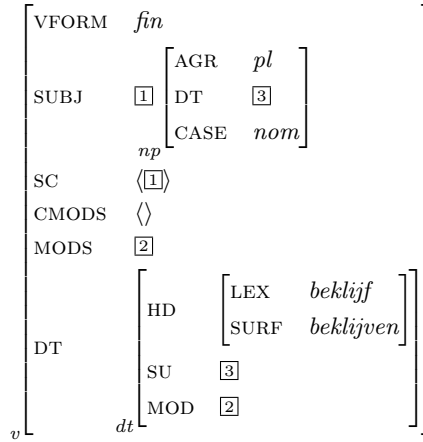 VFORM fin
AGR pl
SUBJ 1 DT 3
CASE nom
np
SC ⟨1⟩
CMODS ⟨⟩
MODS 2
LEX beklijf
HD
SURF beklijven
DT
SU 3
MOD 2
v dt